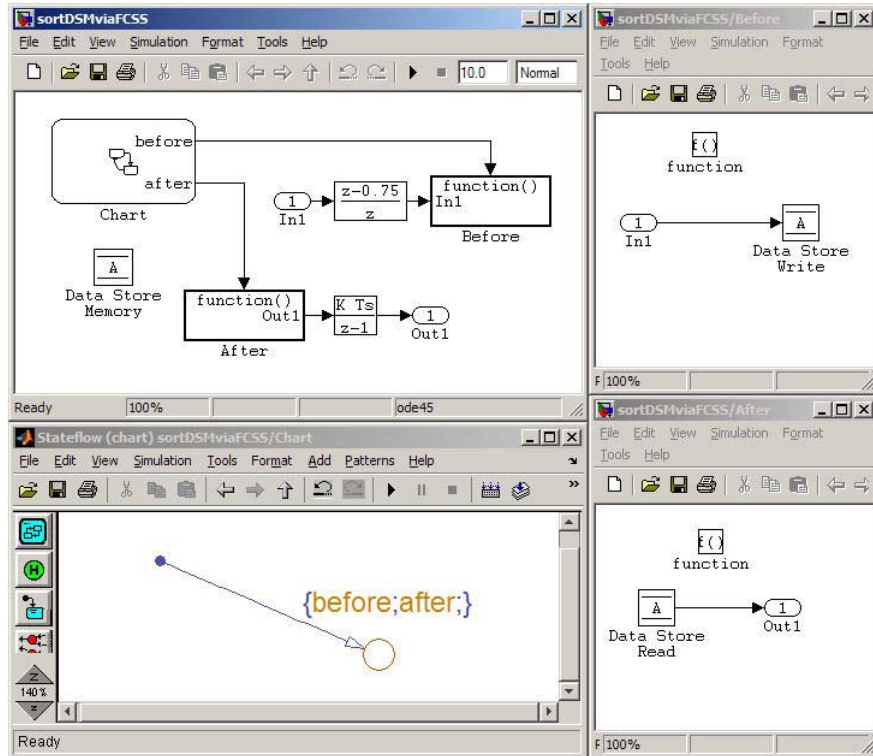 sortDSMviaFCSS
File Edit View Simulation Format Tools Help
10.0 Normal
before
after
Chart
A
Data Store
Memory
1
In1
z-0.75
z
function()
In1
Before
function()
Out1
After
K Ts
z-1
1
Out1
Ready 100% ode45
sortDSMviaFCSS/Before
File Edit View Simulation Format
Tools Help
f()
function
1
In1
A
Data Store
Write
F 100%
Stateflow (chart) sortDSMviaFCSS/Chart
File Edit View Simulation Tools Format Add Patterns Help
»
H
{before;after;}
Z
140%
z
Ready
sortDSMviaFCSS/After
File Edit View Simulation Format
Tools Help
f()
function
A
Data Store
Read
1
Out1
F 100%